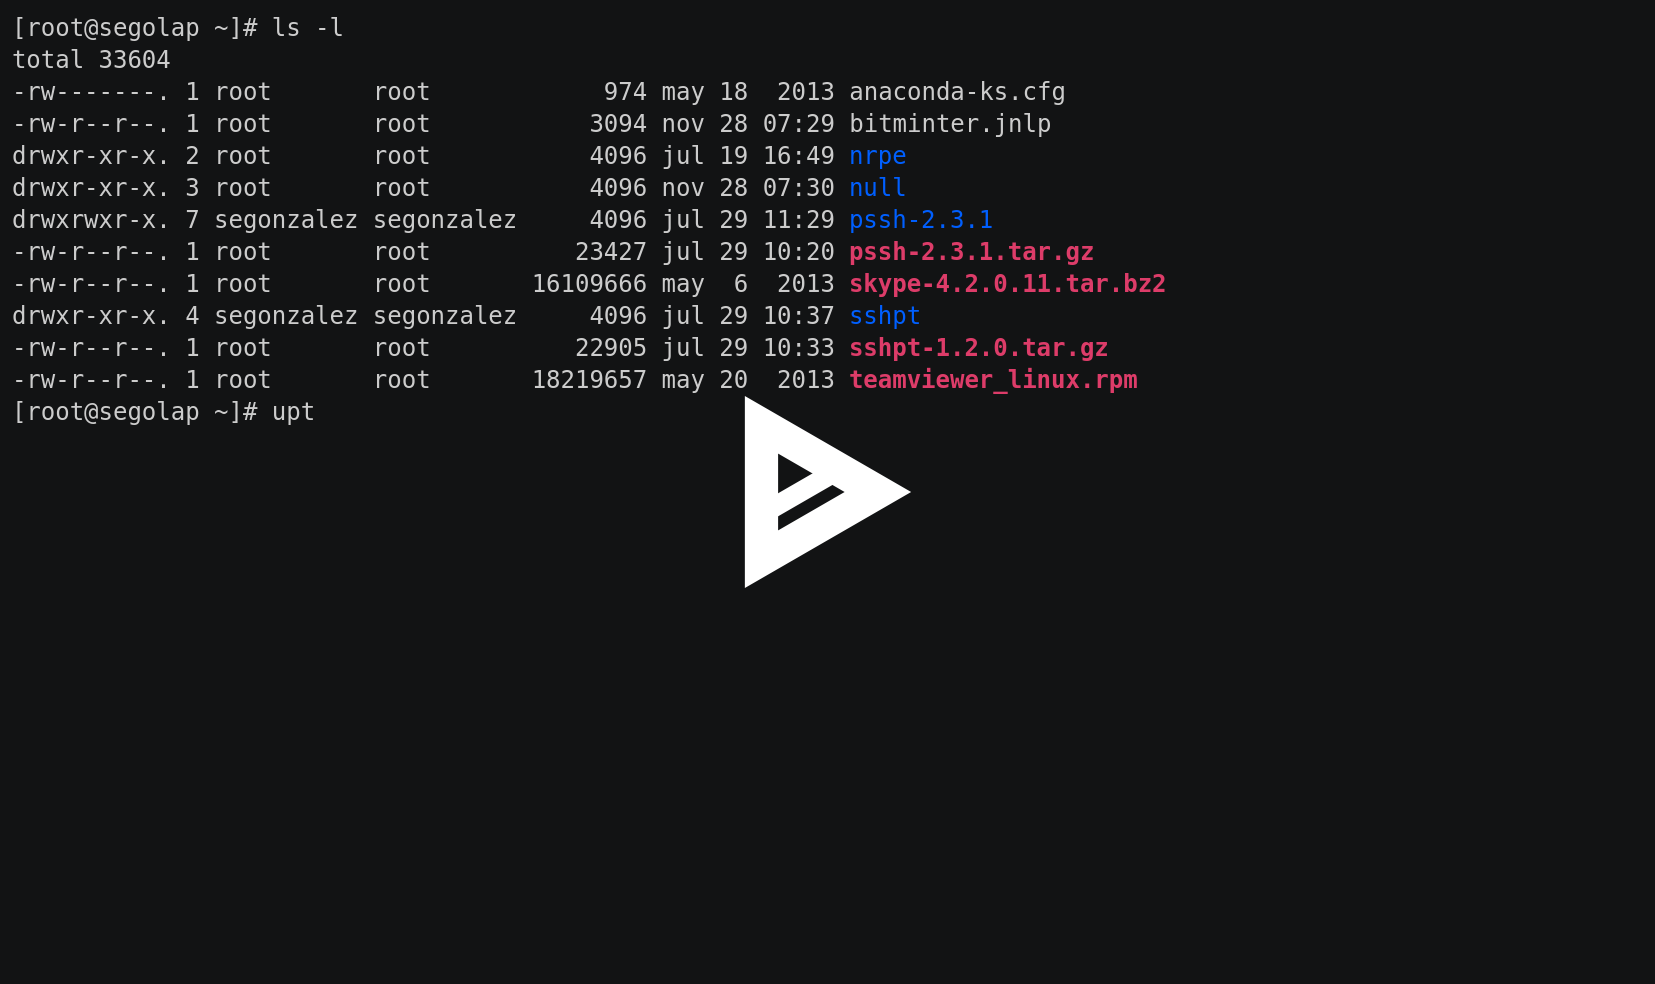 [root@segolap ~]# ls -l
total 33604
-rw-------. 1 root       root            974 may 18  2013 anaconda-ks.cfg
-rw-r--r--. 1 root       root           3094 nov 28 07:29 bitminter.jnlp
drwxr-xr-x. 2 root       root           4096 jul 19 16:49 nrpe
drwxr-xr-x. 3 root       root           4096 nov 28 07:30 null
drwxrwxr-x. 7 segonzalez segonzalez     4096 jul 29 11:29 pssh-2.3.1
-rw-r--r--. 1 root       root          23427 jul 29 10:20 pssh-2.3.1.tar.gz
-rw-r--r--. 1 root       root       16109666 may  6  2013 skype-4.2.0.11.tar.bz2
drwxr-xr-x. 4 segonzalez segonzalez     4096 jul 29 10:37 sshpt
-rw-r--r--. 1 root       root          22905 jul 29 10:33 sshpt-1.2.0.tar.gz
-rw-r--r--. 1 root       root       18219657 may 20  2013 teamviewer_linux.rpm
[root@segolap ~]# upt